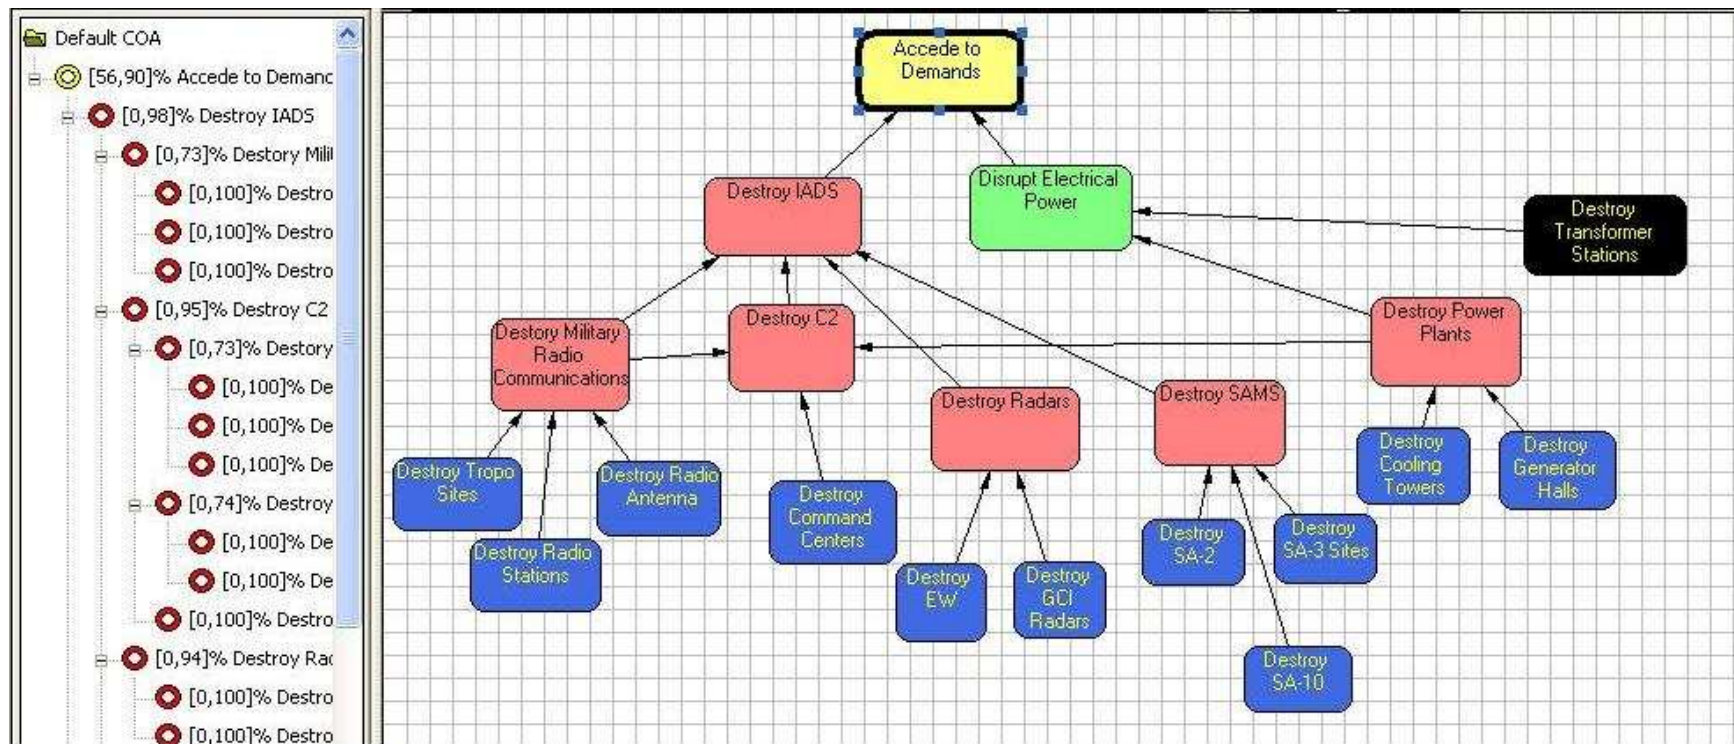 Default COA
[56,90]% Accede to Demand
[0,98]% Destroy IADS
[0,73]% Destory Mili
[0,100]% Destro
[0,100]% Destro
[0,100]% Destro
[0,95]% Destroy C2
[0,73]% Destory
[0,100]% De
[0,100]% De
[0,100]% De
[0,74]% Destroy
[0,100]% De
[0,100]% De
[0,100]% Destro
[0,94]% Destroy Rad
[0,100]% Destro
[0,100]% Destro
Accede to
Demands
Destroy IADS
Disrupt Electrical
Power
Destroy
Transformer
Stations
Destory Military
Radio
Communications
Destroy C2
Destroy Radars
Destroy SAMS
Destroy Power
Plants
Destroy Tropo
Sites
Destroy Radio
Stations
Destroy Radio
Antenna
Destroy
Command
Centers
Destroy
EW
Destroy
GCI
Radars
Destroy
SA-2
Destroy
SA-10
Destroy
SA-3 Sites
Destroy
Cooling
Towers
Destroy
Generator
Halls